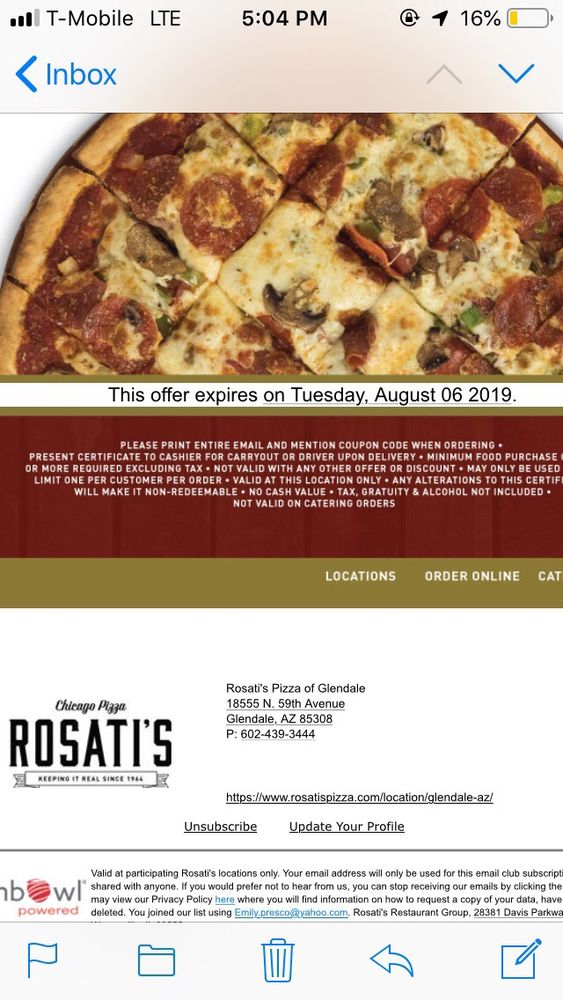 T-Mobile LTE 5:04 PM 16%
Inbox
This offer expires on Tuesday, August 06 2019.
PLEASE PRINT ENTIRE EMAIL AND MENTION COUPON CODE WHEN ORDERING •
PRESENT CERTIFICATE TO CASHIER FOR CARRYOUT OR DRIVER UPON DELIVERY • MINIMUM FOOD PURCHASE
OR MORE REQUIRED EXCLUDING TAX • NOT VALID WITH ANY OTHER OFFER OR DISCOUNT • MAY ONLY BE USED
LIMIT ONE PER CUSTOMER PER ORDER • VALID AT THIS LOCATION ONLY • ANY ALTERATIONS TO THIS CERTIF
WILL MAKE IT NON-REDEEMABLE • NO CASH VALUE • TAX, GRATUITY & ALCOHOL NOT INCLUDED •
NOT VALID ON CATERING ORDERS
LOCATIONS ORDER ONLINE CAT
Chicago Pizza
ROSATI'S
KEEPING IT REAL SINCE 1964
Rosati's Pizza of Glendale
18555 N. 59th Avenue
Glendale, AZ 85308
P: 602-439-3444
https://www.rosatispizza.com/location/glendale-az/
Unsubscribe Update Your Profile
nbowl
powered
Valid at participating Rosati's locations only. Your email address will only be used for this email club subscripti
shared with anyone. If you would prefer not to hear from us, you can stop receiving our emails by clicking the
may view our Privacy Policy here where you will find information on how to request a copy of your data, have
deleted. You joined our list using Emily.presco@yahoo.com. Rosati's Restaurant Group, 28381 Davis Parkwa